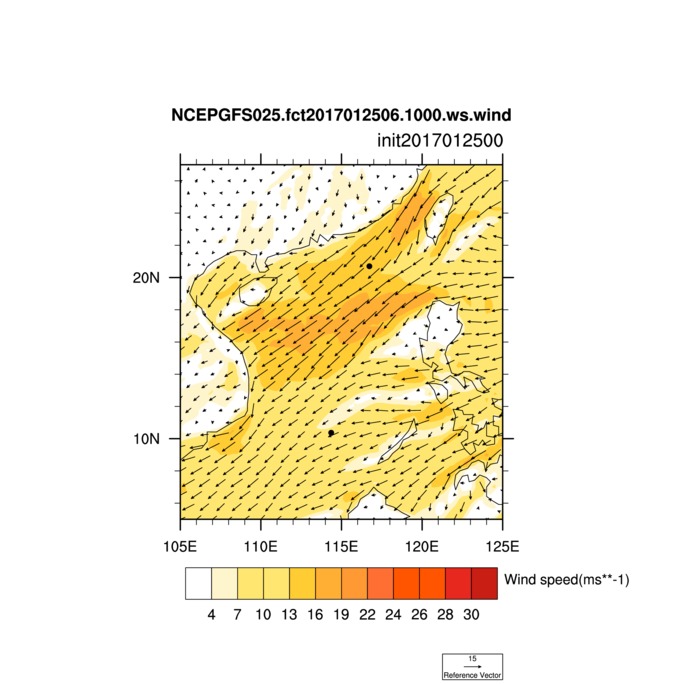 NCEPGFS025.fct2017012506.1000.ws.wind
init2017012500
20N
10N
105E 110E 115E 120E 125E
Wind speed(ms**-1)
4 7 10 13 16 19 22 24 26 28 30
15
Reference Vector